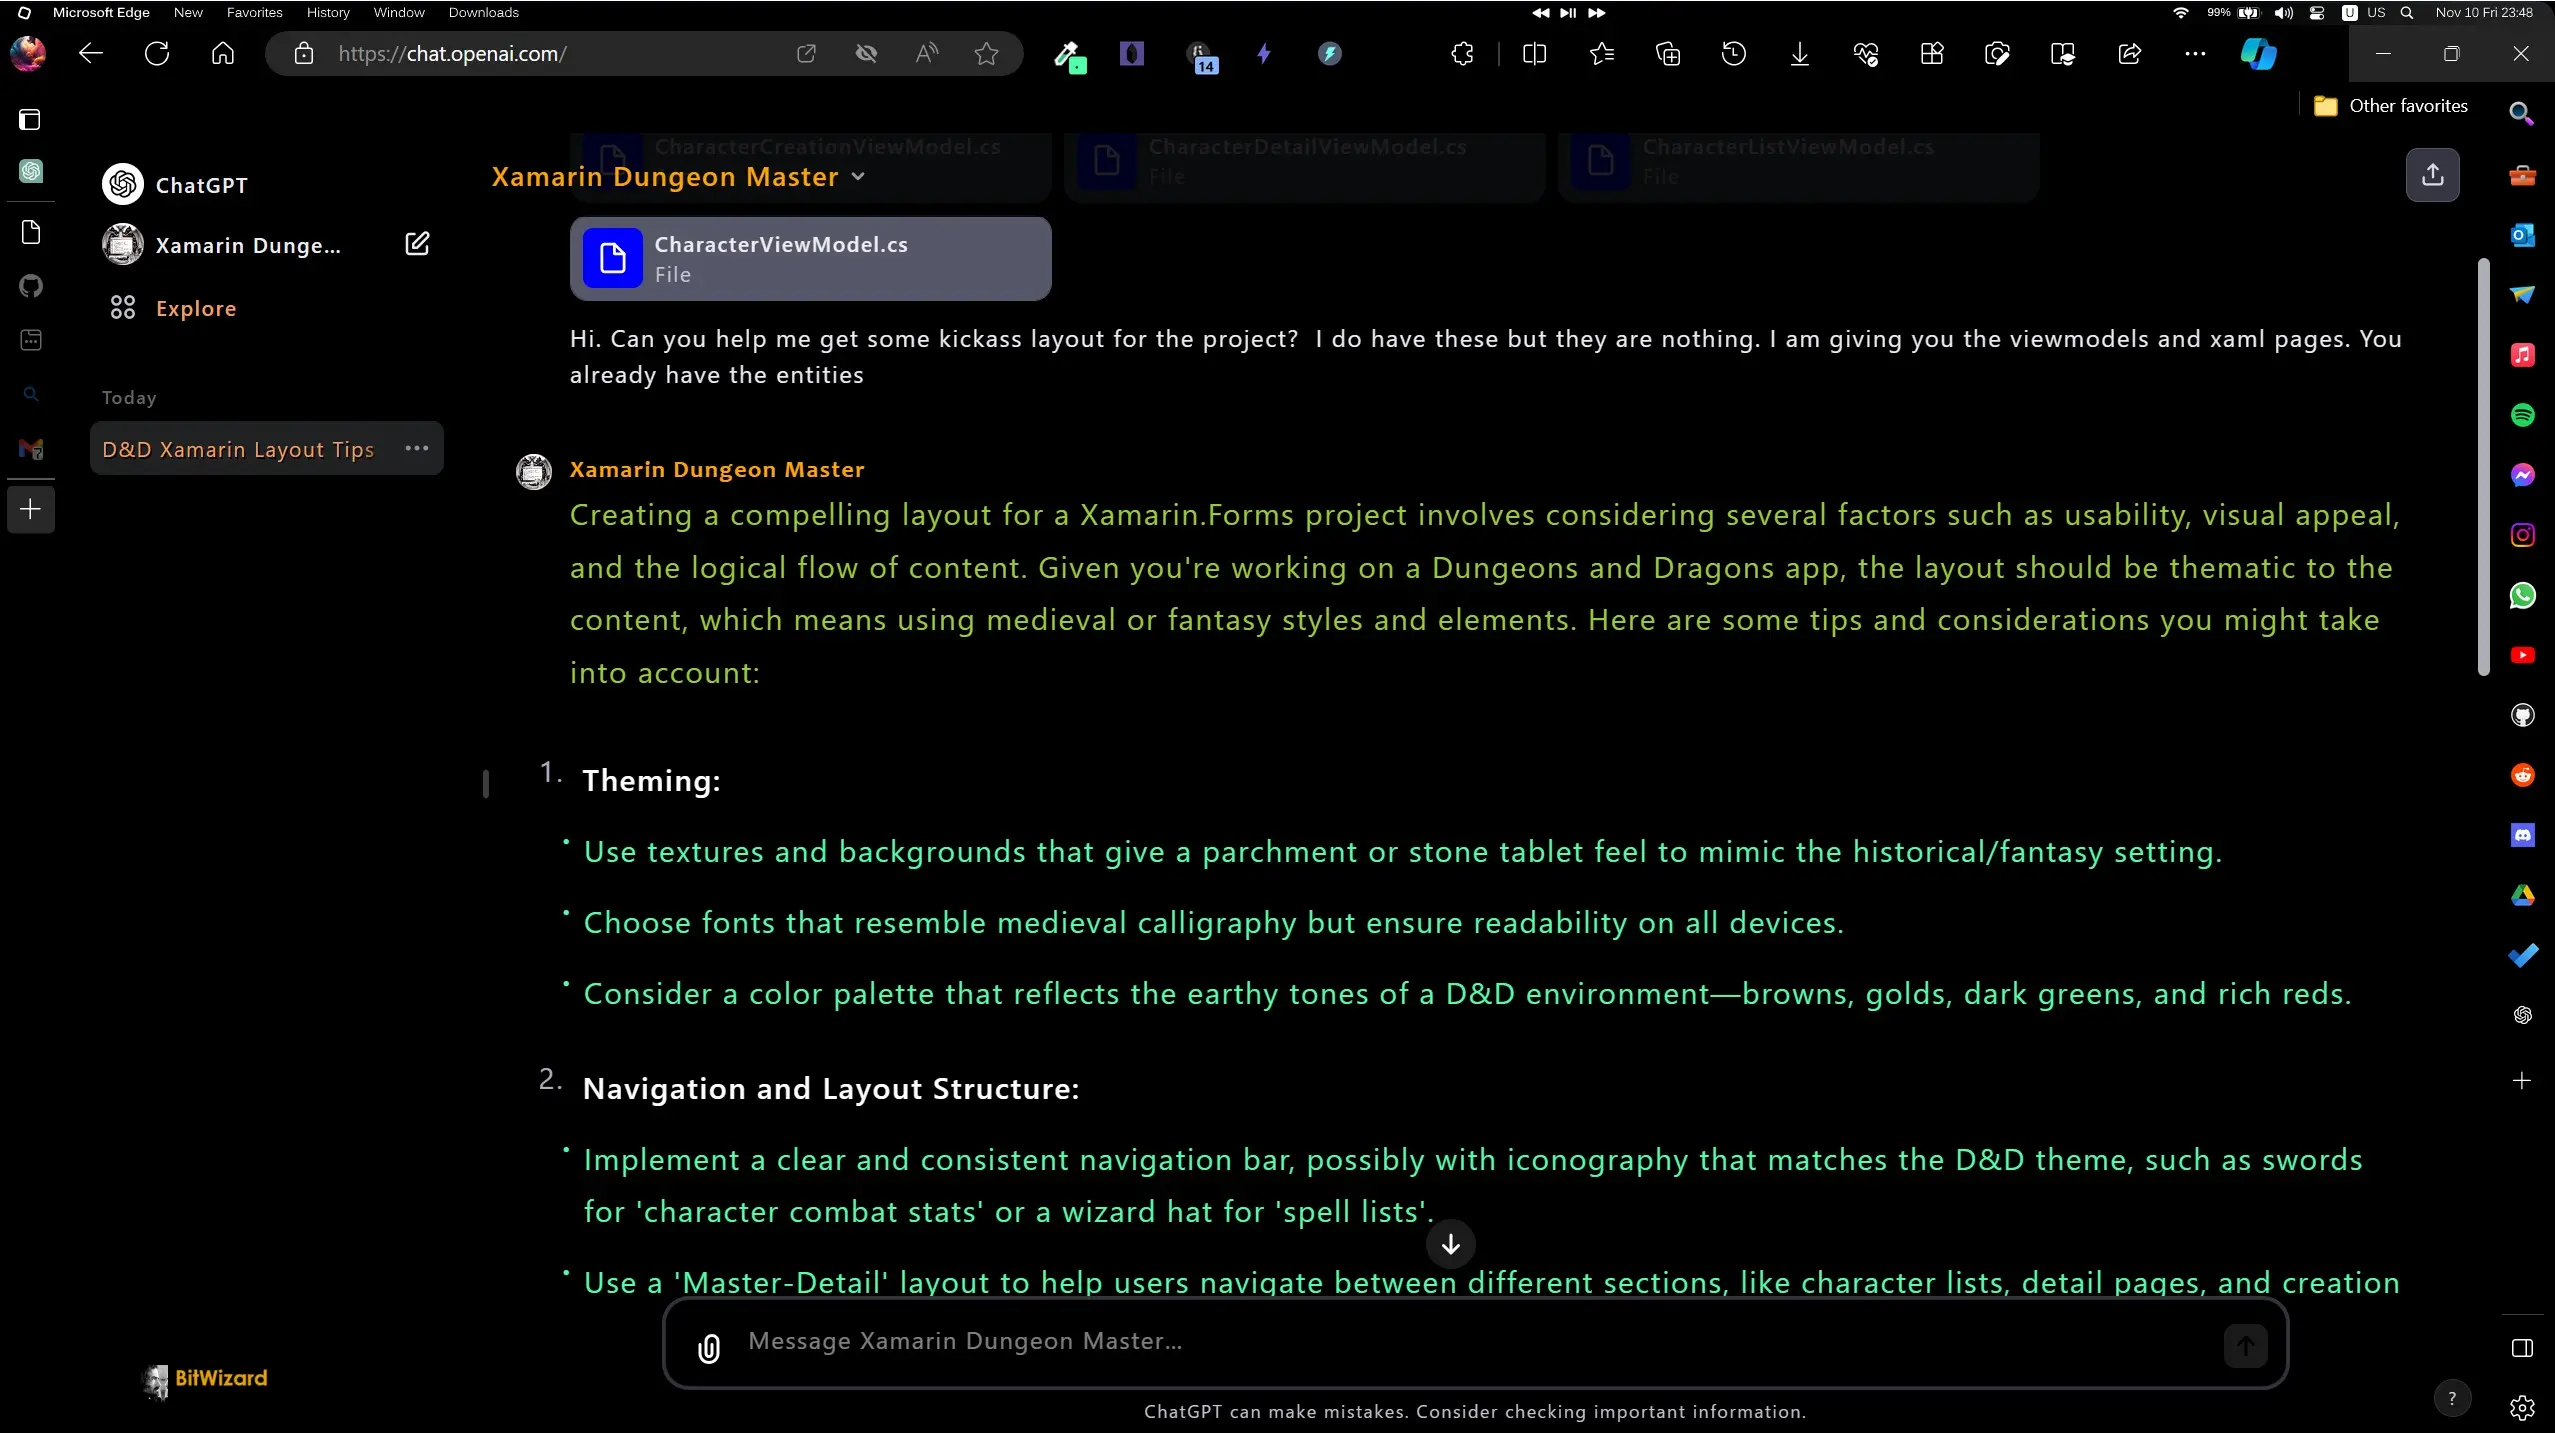 Microsoft Edge New Favorites History Window Downloads
99% U US Nov 10 Fri 23:48
https://chat.openai.com/
14
Other favorites
ChatGPT
Xamarin Dunge...
Explore
Today
D&D Xamarin Layout Tips
BitWizard
CharacterCreationViewModel.cs
CharacterDetailViewModel.cs
File
CharacterListViewModel.cs
File
Xamarin Dungeon Master
CharacterViewModel.cs
File
Hi. Can you help me get some kickass layout for the project?  I do have these but they are nothing. I am giving you the viewmodels and xaml pages. You
already have the entities
Xamarin Dungeon Master
Creating a compelling layout for a Xamarin.Forms project involves considering several factors such as usability, visual appeal,
and the logical flow of content. Given you're working on a Dungeons and Dragons app, the layout should be thematic to the
content, which means using medieval or fantasy styles and elements. Here are some tips and considerations you might take
into account:
1. Theming:
• Use textures and backgrounds that give a parchment or stone tablet feel to mimic the historical/fantasy setting.
• Choose fonts that resemble medieval calligraphy but ensure readability on all devices.
• Consider a color palette that reflects the earthy tones of a D&D environment—browns, golds, dark greens, and rich reds.
2. Navigation and Layout Structure:
• Implement a clear and consistent navigation bar, possibly with iconography that matches the D&D theme, such as swords
for 'character combat stats' or a wizard hat for 'spell lists'.
• Use a 'Master-Detail' layout to help users navigate between different sections, like character lists, detail pages, and creation
Message Xamarin Dungeon Master...
ChatGPT can make mistakes. Consider checking important information.
?